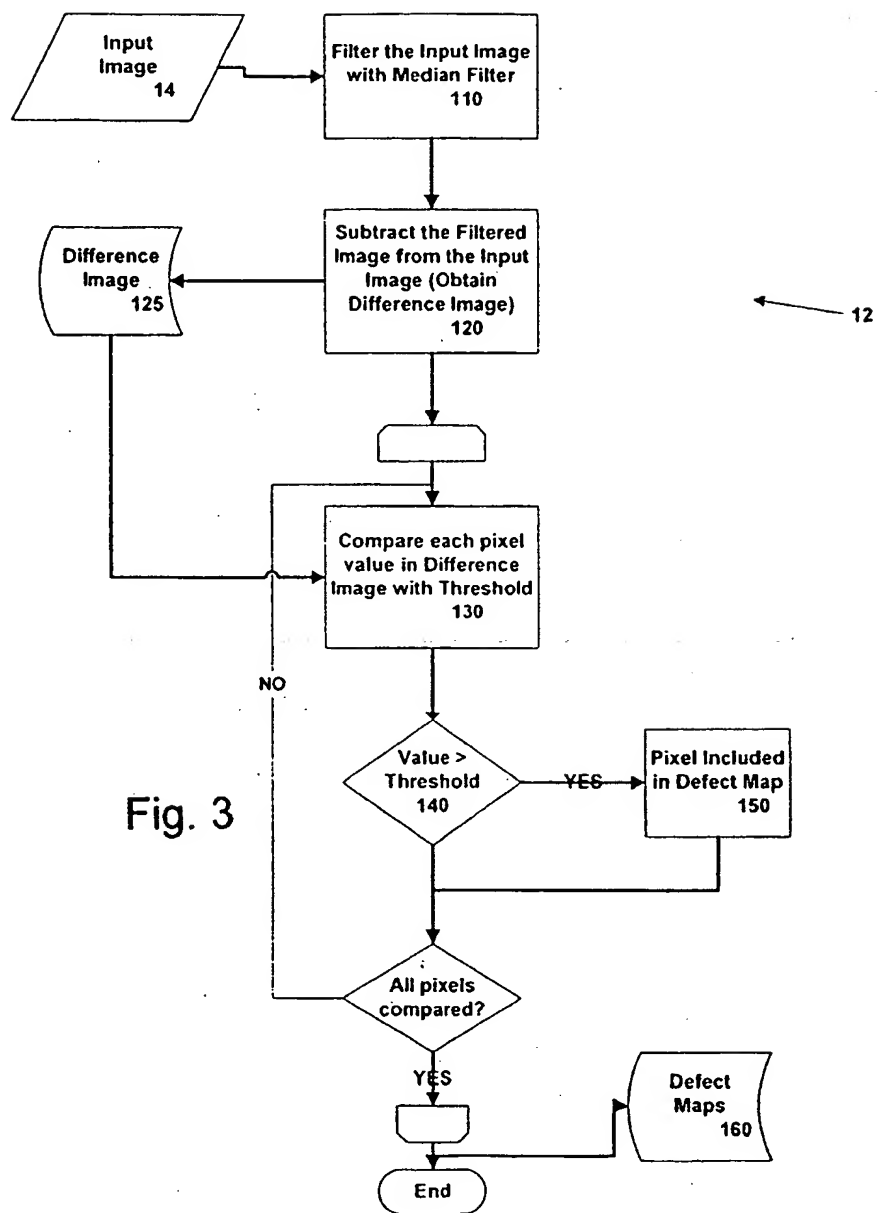 Input
Image
14
Filter the Input Image
with Median Filter
110
Difference
Image
125
Subtract the Filtered
Image from the Input
Image (Obtain
Difference Image)
120
12
Compare each pixel
value in Difference
Image with Threshold
130
NO
Value >
Threshold
140
YES
Pixel Included
in Defect Map
150
Fig. 3
All pixels
compared?
YES
Defect
Maps
160
End